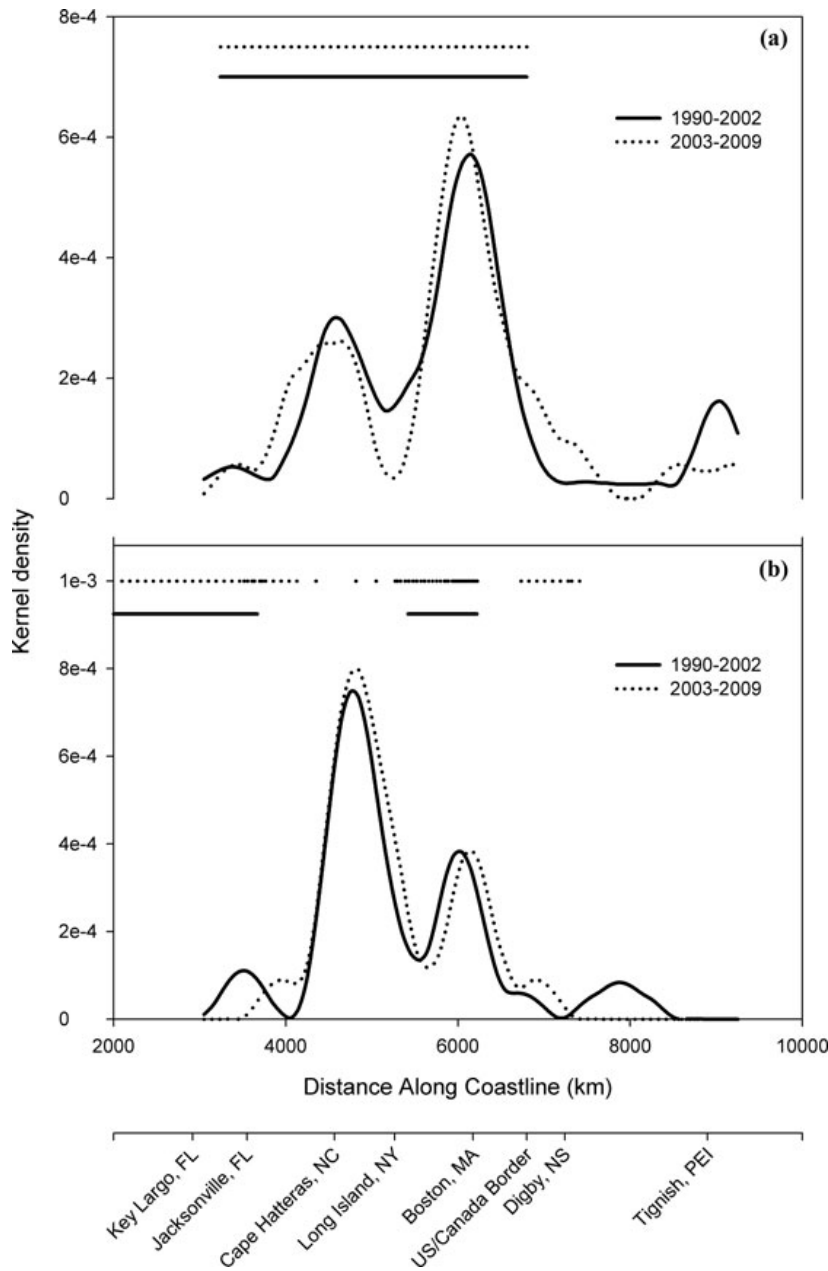 8e-4
(a)
1990-2002
2003-2009
6e-4
4e-4
2e-4
0
Kernel density
(b)
1e-3
1990-2002
2003-2009
8e-4
6e-4
4e-4
2e-4
0
2000 4000 6000 8000 10000
Distance Along Coastline (km)
Key Largo, FL
Jacksonville, FL
Cape Hatteras, NC
Long Island, NY
Boston, MA
US/Canada Border
Digby, NS
Tignish, PEI